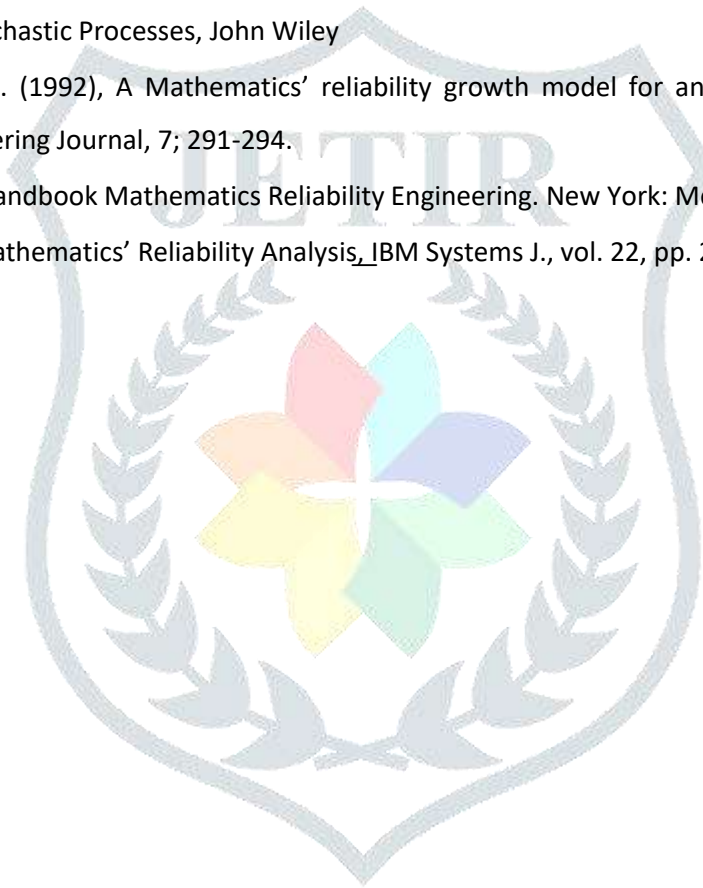 chastic Processes, John Wiley
. (1992), A Mathematics’ reliability growth model for an
ering Journal, 7; 291-294.
andbook Mathematics Reliability Engineering. New York: M
athematics’ Reliability Analysis, IBM Systems J., vol. 22, pp. 2
JETIR